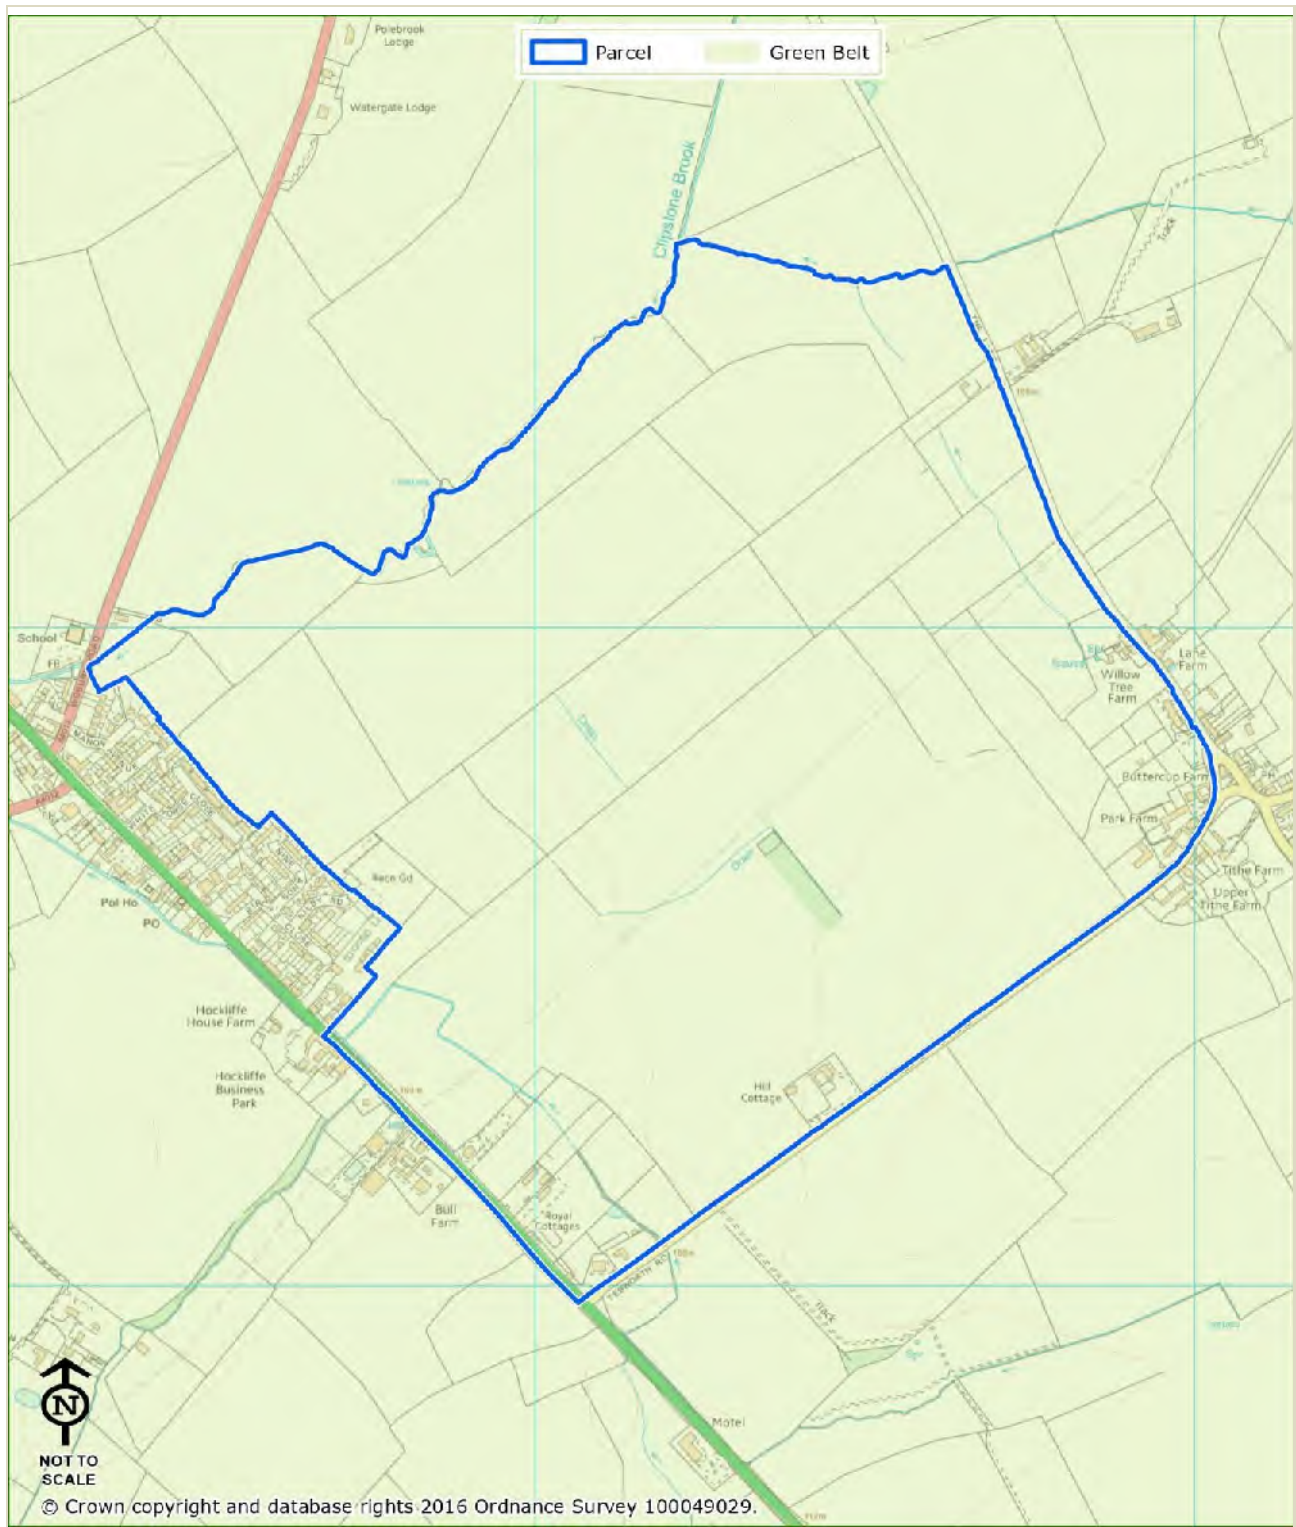 Polebrook
Lodge
Parcel
Green Belt
Watergate Lodge
Clipstone Brook
Track
School
FB
Lane
Farm
Willow
Tree
Farm
MANOR
Buttercup Farm
Park Farm
Drain
Drain
Tithe Farm
Upper
Tithe Farm
Recn Gd
Pol Ho
PO
Hockliffe
House Farm
Hill
Cottage
Hockliffe
Business
Park
Bull
Farm
Royal
Cottages
Track
Motel
N
NOT TO
SCALE
© Crown copyright and database rights 2016 Ordnance Survey 100049029.